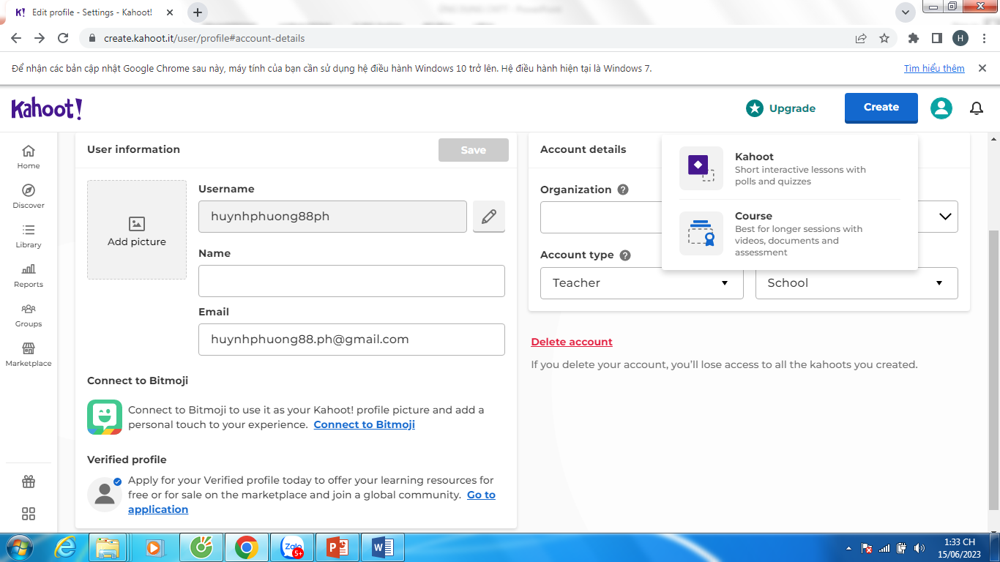 Edit profile - Settings - Kahoot!
create.kahoot.it/user/profile#account-details
H
Để nhận các bản cập nhật Google Chrome sau này, máy tính của bạn cần sử dụng hệ điều hành Windows 10 trở lên. Hệ điều hành hiện tại là Windows 7.
Tìm hiểu thêm
Kahoot!
Upgrade
Create
Home
Discover
Library
Reports
Groups
Marketplace
User information
Save
Add picture
Username
huynhphuong88ph
Name
Email
huynhphuong88.ph@gmail.com
Connect to Bitmoji
Connect to Bitmoji to use it as your Kahoot! profile picture and add a
personal touch to your experience. Connect to Bitmoji
Verified profile
Apply for your Verified profile today to offer your learning resources for
free or for sale on the marketplace and join a global community. Go to
application
Account details
Organization
Account type
Teacher
School
Kahoot
Short interactive lessons with
polls and quizzes
Course
Best for longer sessions with
videos, documents and
assessment
Delete account
If you delete your account, you’ll lose access to all the kahoots you created.
Zalo
5+
1:33 CH
15/06/2023